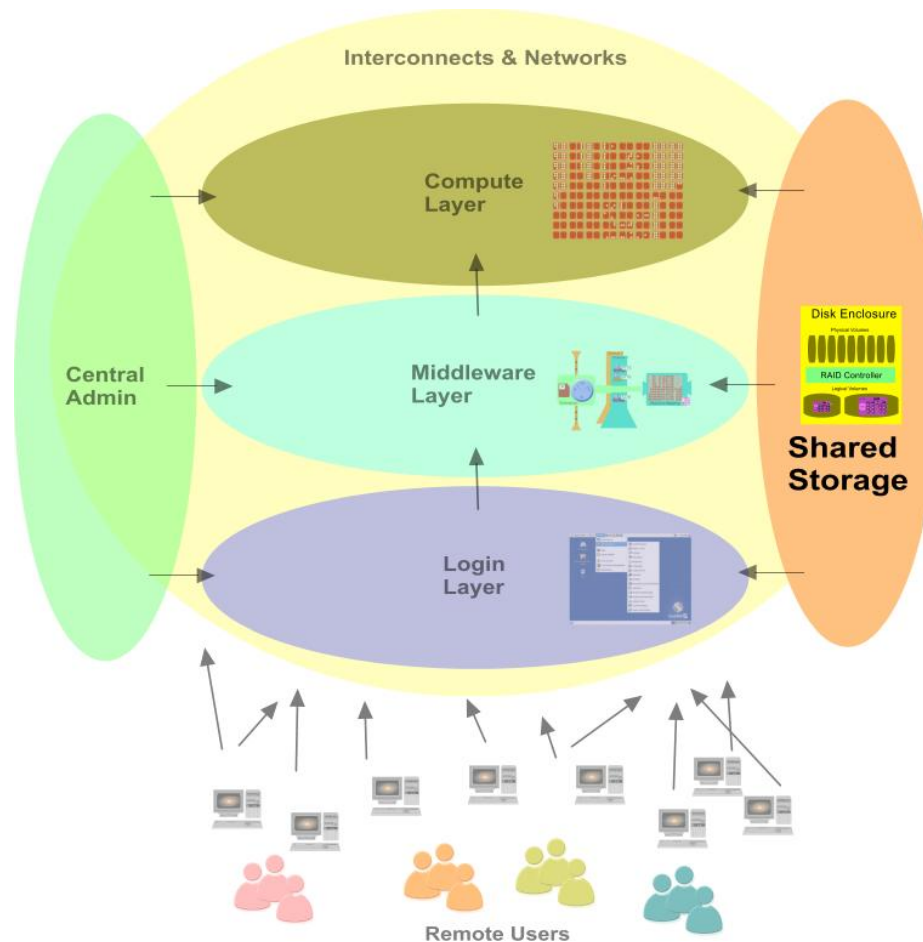 Interconnects & Networks
Compute
Layer
Central
Admin
Middleware
Layer
Disk Enclosure
Physical Volumes
RAID Controller
Logical Volumes
Shared
Storage
Login
Layer
Remote Users